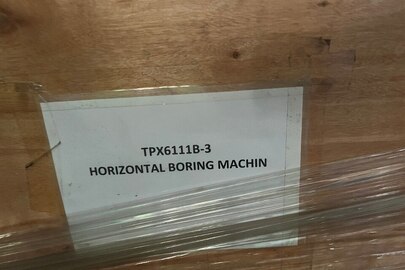 TPX6111B-3
HORIZONTAL BORING MACHIN